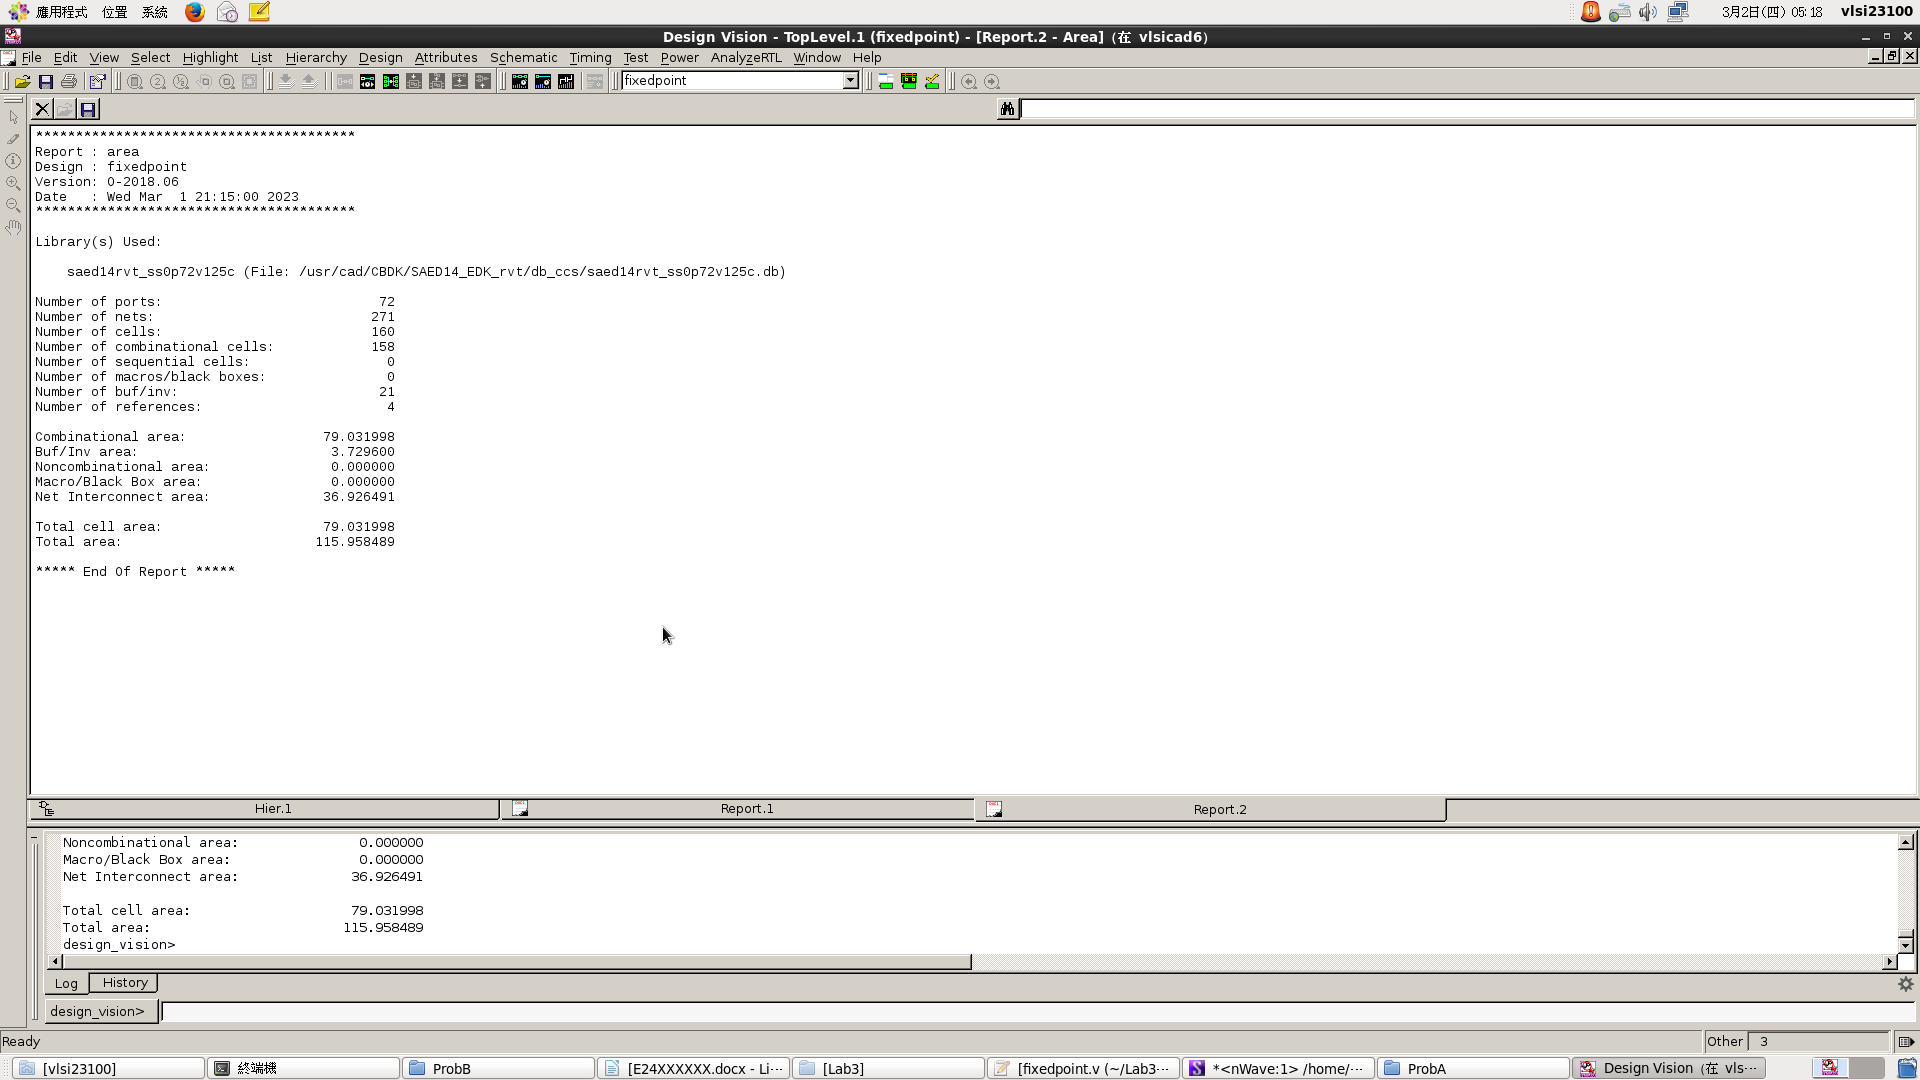 應用程式 位置 系統 3月2日(四) 05:18 vlsi23100
Design Vision - TopLevel.1 (fixedpoint) - [Report.2 - Area] (在 vlsicad6)
File Edit View Select Highlight List Hierarchy Design Attributes Schematic Timing Test Power AnalyzeRTL Window Help
fixedpoint
****************************************
Report : area
Design : fixedpoint
Version: O-2018.06
Date   : Wed Mar  1 21:15:00 2023
****************************************
Library(s) Used:
saed14rvt_ss0p72v125c (File: /usr/cad/CBDK/SAED14_EDK_rvt/db_ccs/saed14rvt_ss0p72v125c.db)
Number of ports: 72
Number of nets: 271
Number of cells: 160
Number of combinational cells: 158
Number of sequential cells: 0
Number of macros/black boxes: 0
Number of buf/inv: 21
Number of references: 4
Combinational area: 79.031998
Buf/Inv area: 3.729600
Noncombinational area: 0.000000
Macro/Black Box area: 0.000000
Net Interconnect area: 36.926491
Total cell area: 79.031998
Total area: 115.958489
***** End Of Report *****
Hier.1 Report.1 Report.2
Noncombinational area: 0.000000
Macro/Black Box area: 0.000000
Net Interconnect area: 36.926491
Total cell area: 79.031998
Total area: 115.958489
design_vision>
Log History
design_vision>
Ready Other 3
[vlsi23100] 終端機 ProbB [E24XXXXXX.docx - Li··· [Lab3] [fixedpoint.v (~/Lab3··· *<nWave:1> /home/··· ProbA Design Vision (在 vls···